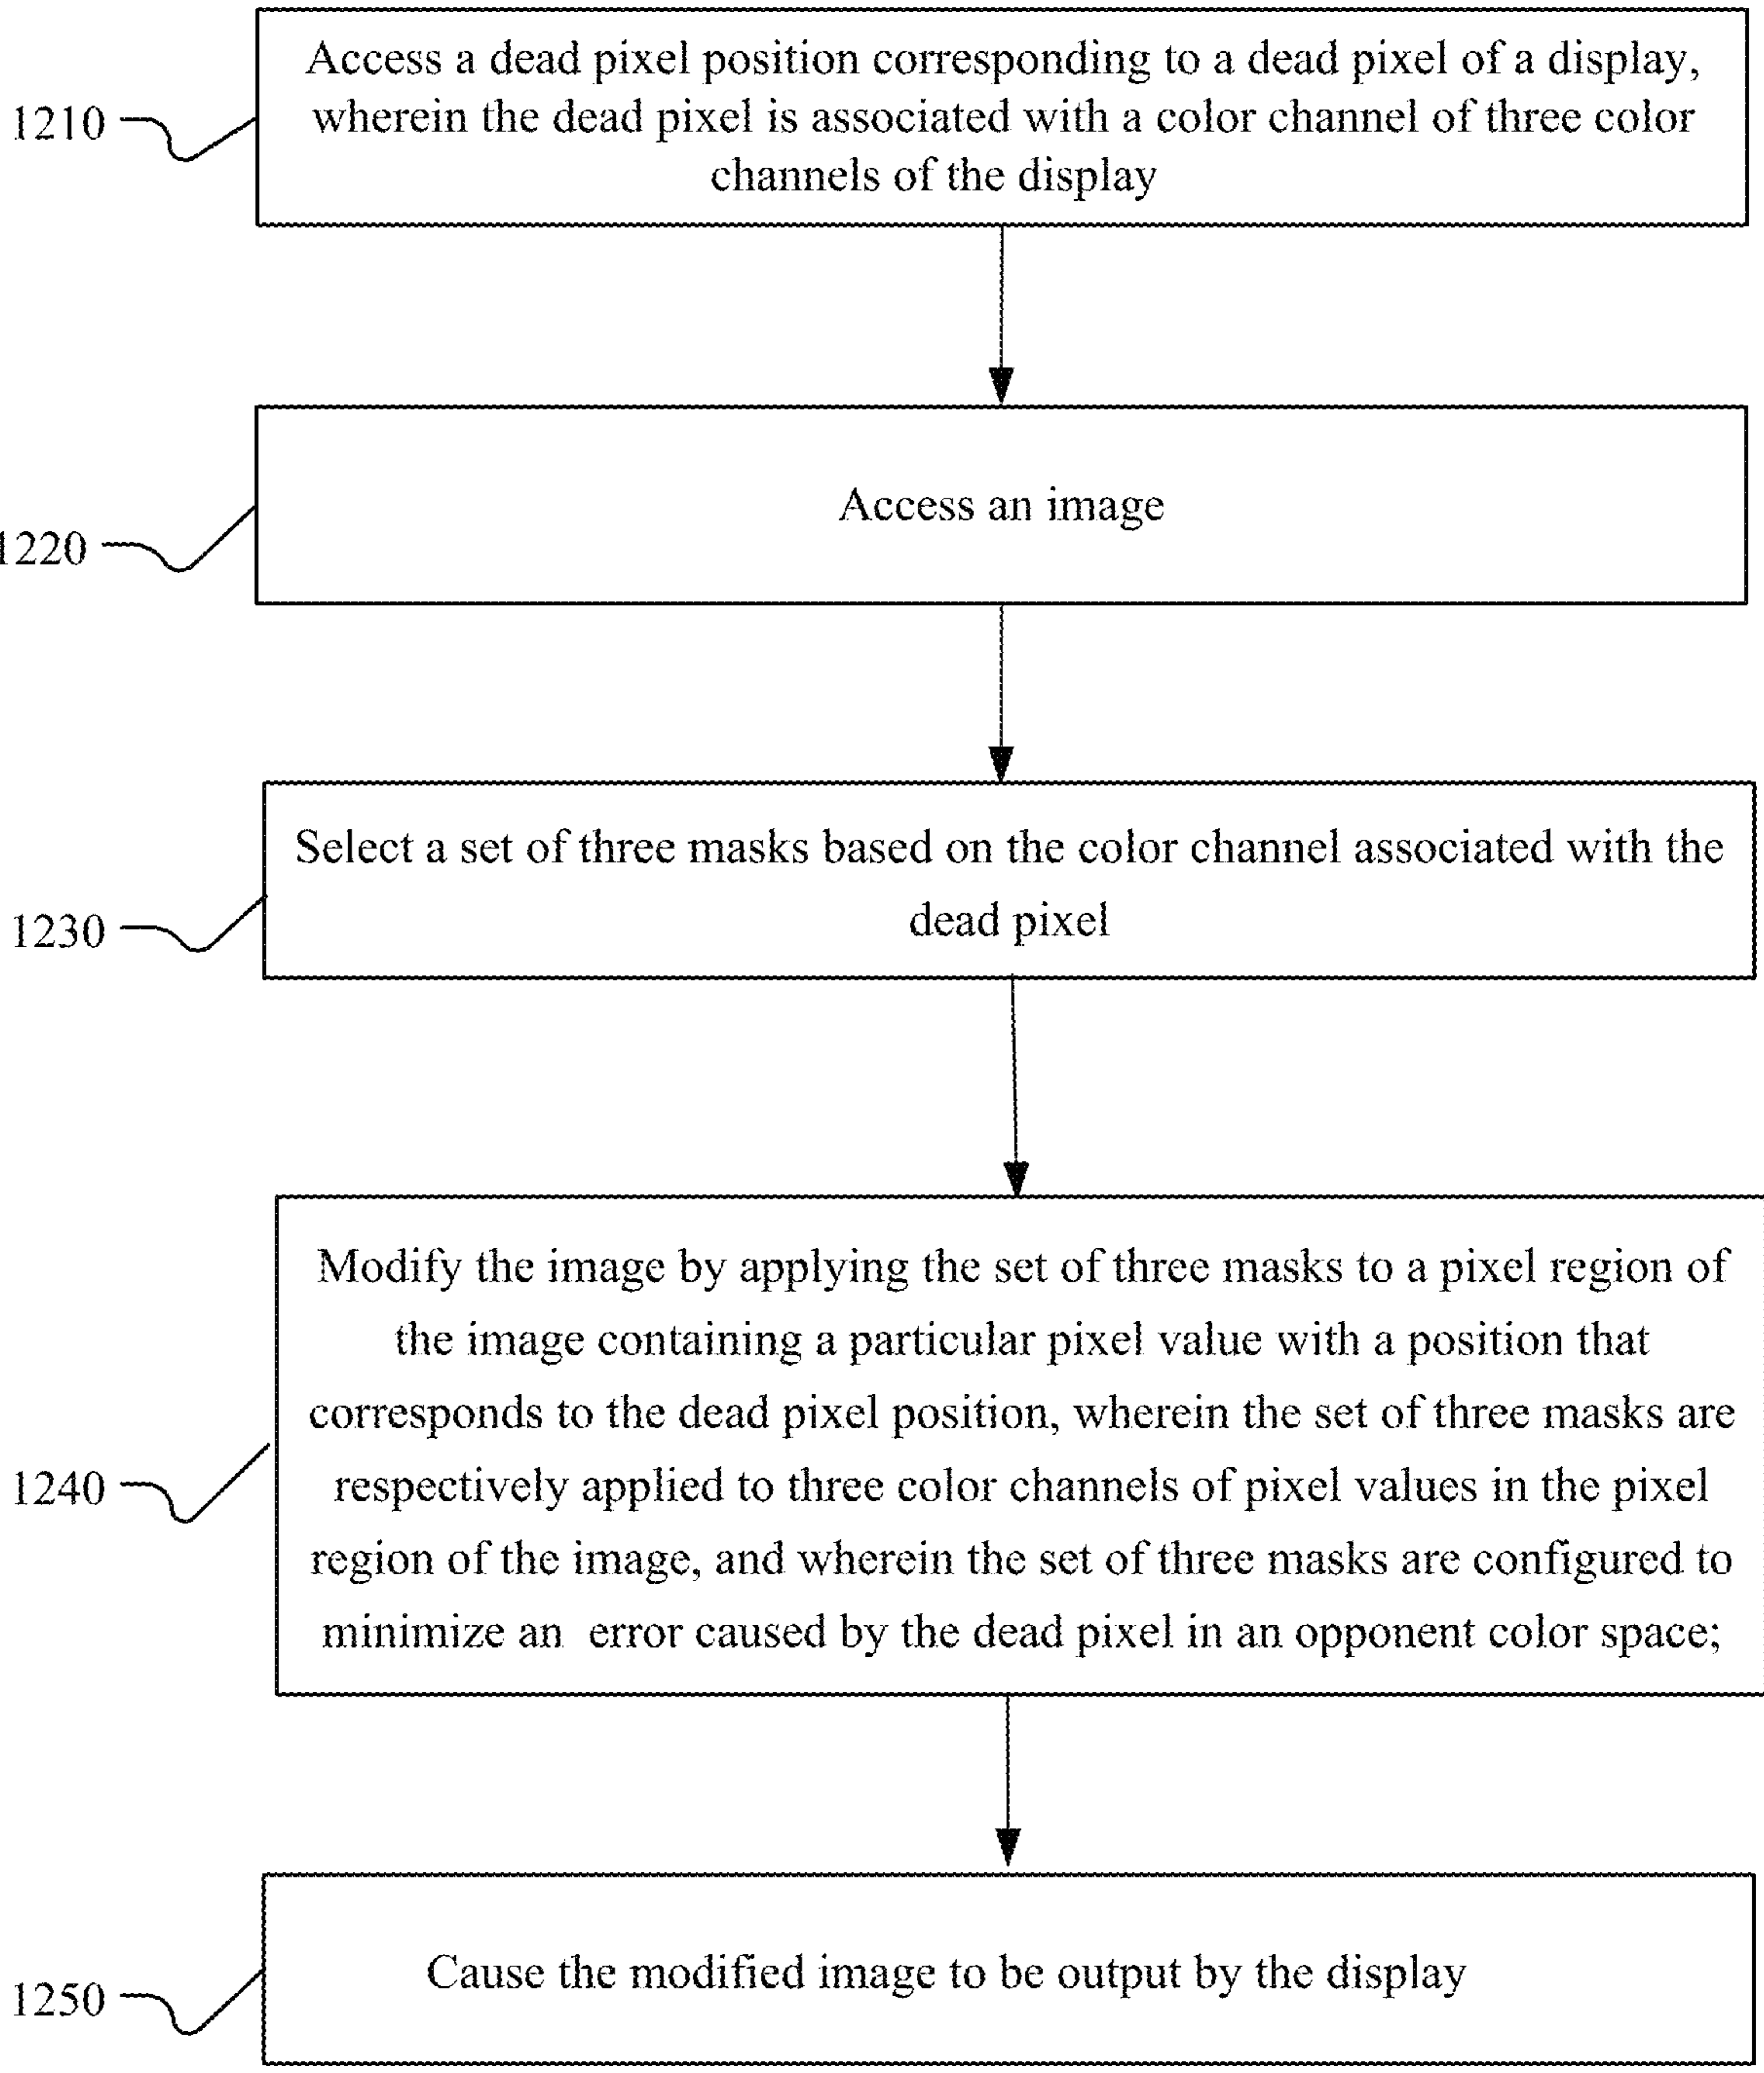 Access a dead pixel position corresponding to a dead pixel of a display,
wherein the dead pixel is associated with a color channel of three color
channels of the display
1210
Access an image
1220
Select a set of three masks based on the color channel associated with the
dead pixel
1230
Modify the image by applying the set of three masks to a pixel region of
the image containing a particular pixel value with a position that
corresponds to the dead pixel position, wherein the set of three masks are
respectively applied to three color channels of pixel values in the pixel
region of the image, and wherein the set of three masks are configured to
minimize an  error caused by the dead pixel in an opponent color space;
1240
Cause the modified image to be output by the display
1250